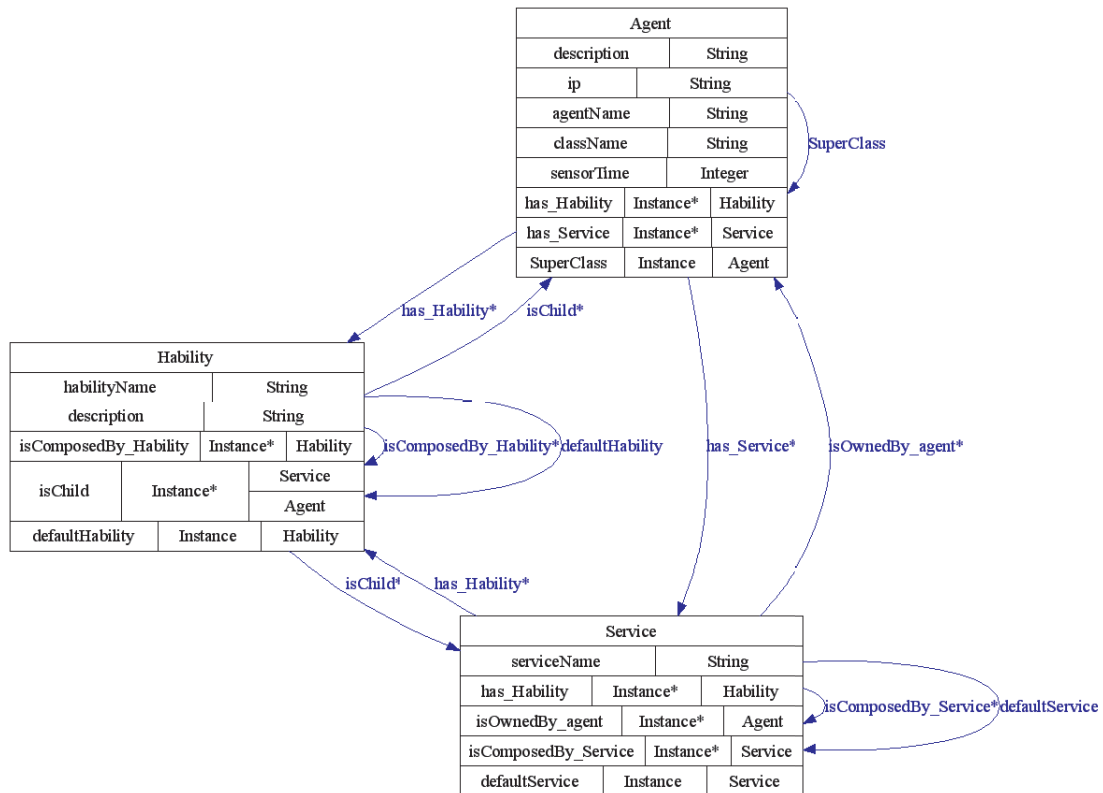 Agent
description String
ip String
agentName String
className String
sensorTime Integer
has_Hability Instance* Hability
has_Service Instance* Service
SuperClass Instance Agent
SuperClass
has_Hability*
isChild*
Hability
habilityName String
description String
isComposedBy_Hability Instance* Hability
isChild Instance* Service
Agent
defaultHability Instance Hability
isComposedBy_Hability*
defaultHability
has_Service*
isOwnedBy_agent*
isChild*
has_Hability*
Service
serviceName String
has_Hability Instance* Hability
isOwnedBy_agent Instance* Agent
isComposedBy_Service Instance* Service
defaultService Instance Service
isComposedBy_Service*
defaultService